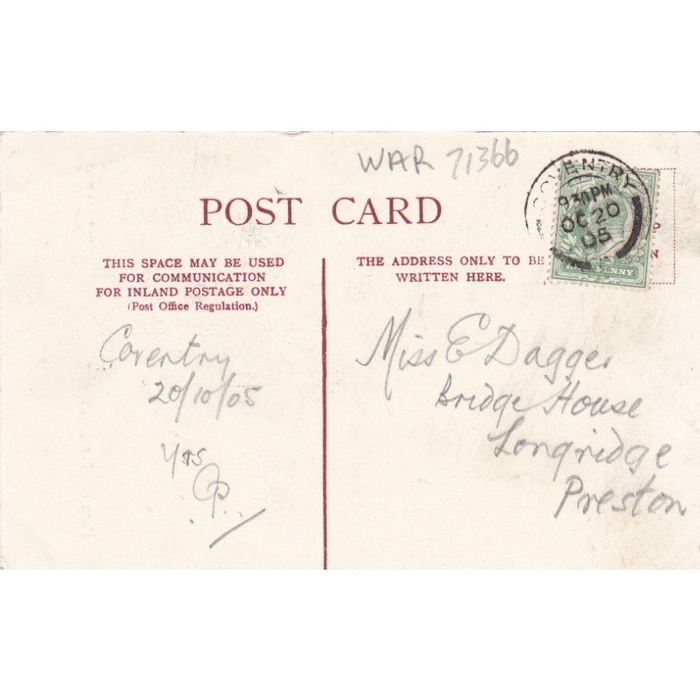 WAR 71366
POST CARD
THIS SPACE MAY BE USED
FOR COMMUNICATION
FOR INLAND POSTAGE ONLY
(Post Office Regulation.)
Coventry
20/10/05
Yrs
THE ADDRESS ONLY TO BE
WRITTEN HERE.
COVENTRY
930PM
OC 20
05
Miss E Dagger
Bridge House
Longridge
Preston